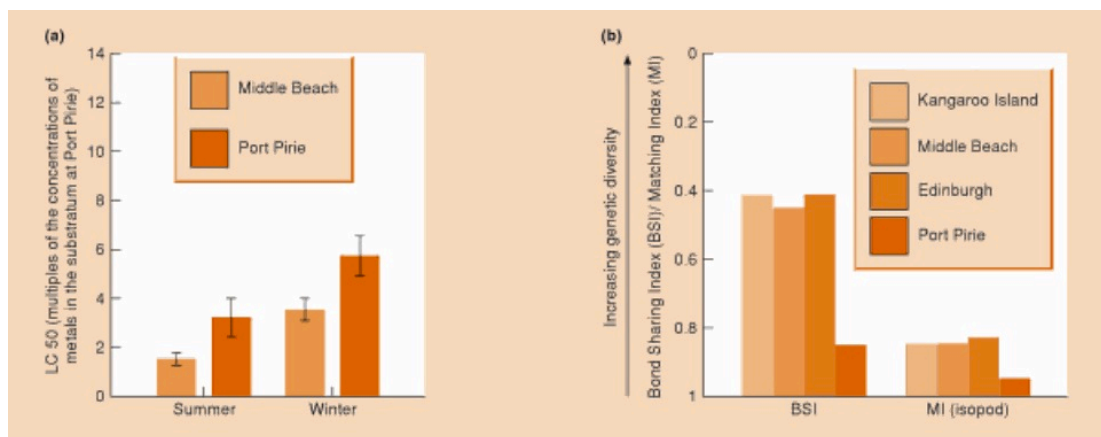 (a)
LC 50 (multiples of the concentrations of
metals in the substratum at Port Pirie)
14
12
10
8
6
4
2
0
Middle Beach
Port Pirie
Summer
Winter
(b)
Increasing genetic diversity
Bond Sharing Index (BSI)/ Matching Index (MI)
0
0.2
0.4
0.6
0.8
1
Kangaroo Island
Middle Beach
Edinburgh
Port Pirie
BSI
MI (isopod)